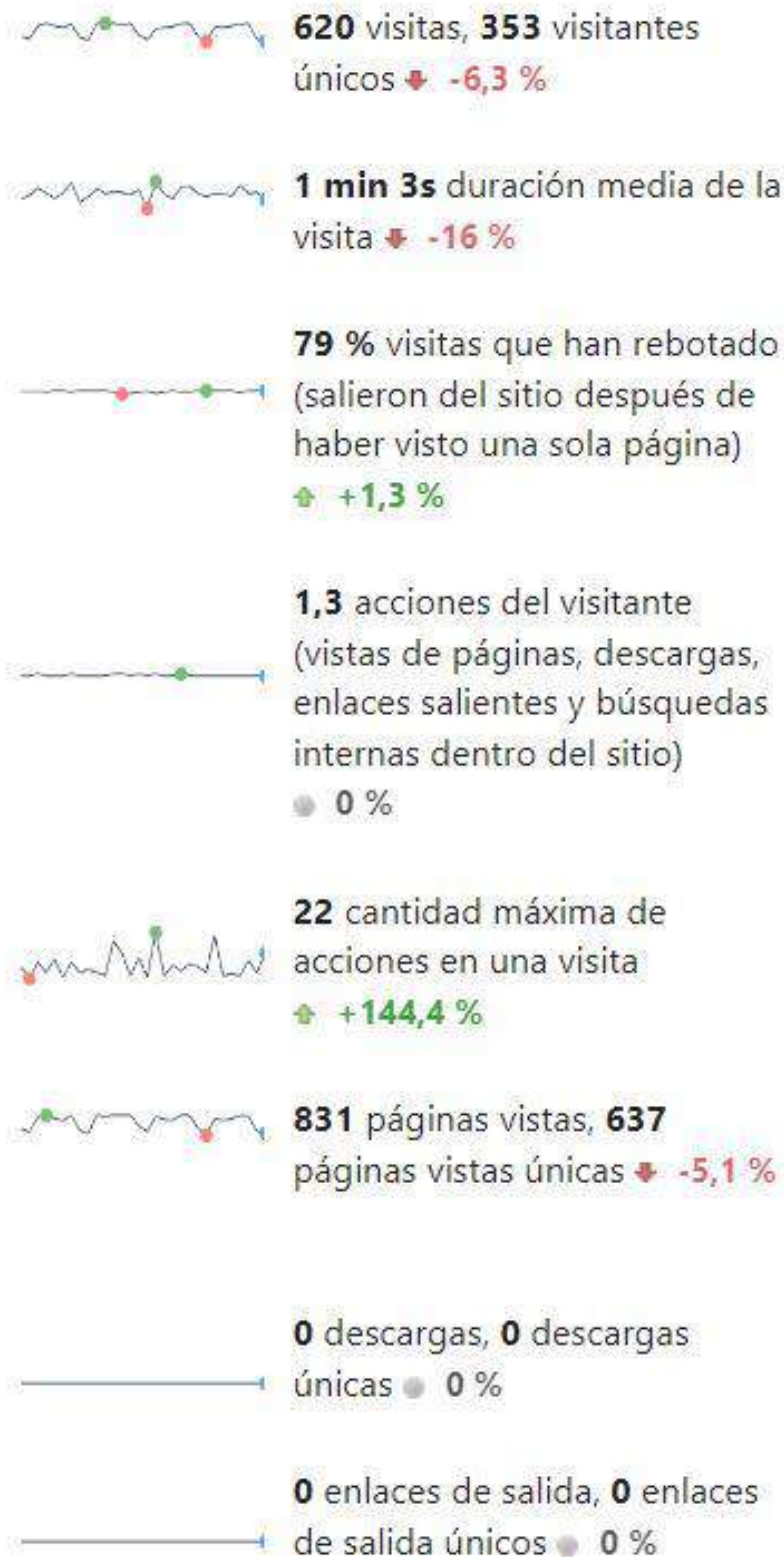 620 visitas, 353 visitantes
únicos -6,3 %
1 min 3s duración media de la
visita -16 %
79 % visitas que han rebotado
(salieron del sitio después de
haber visto una sola página)
+1,3 %
1,3 acciones del visitante
(vistas de páginas, descargas,
enlaces salientes y búsquedas
internas dentro del sitio)
0 %
22 cantidad máxima de
acciones en una visita
+144,4 %
831 páginas vistas, 637
páginas vistas únicas -5,1 %
0 descargas, 0 descargas
únicas 0 %
0 enlaces de salida, 0 enlaces
de salida únicos 0 %